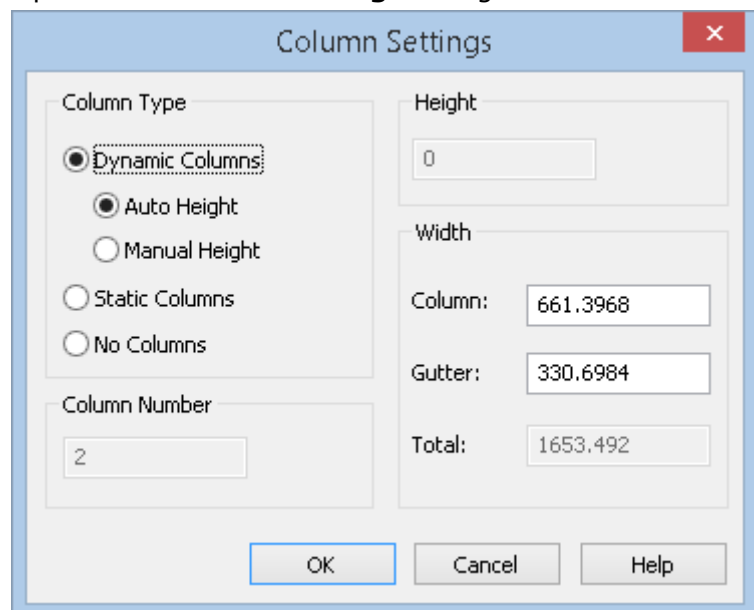 Column Settings
Column Type
Dynamic Columns
Auto Height
Manual Height
Static Columns
No Columns
Column Number
2
Height
0
Width
Column: 661.3968
Gutter: 330.6984
Total: 1653.492
OK Cancel Help